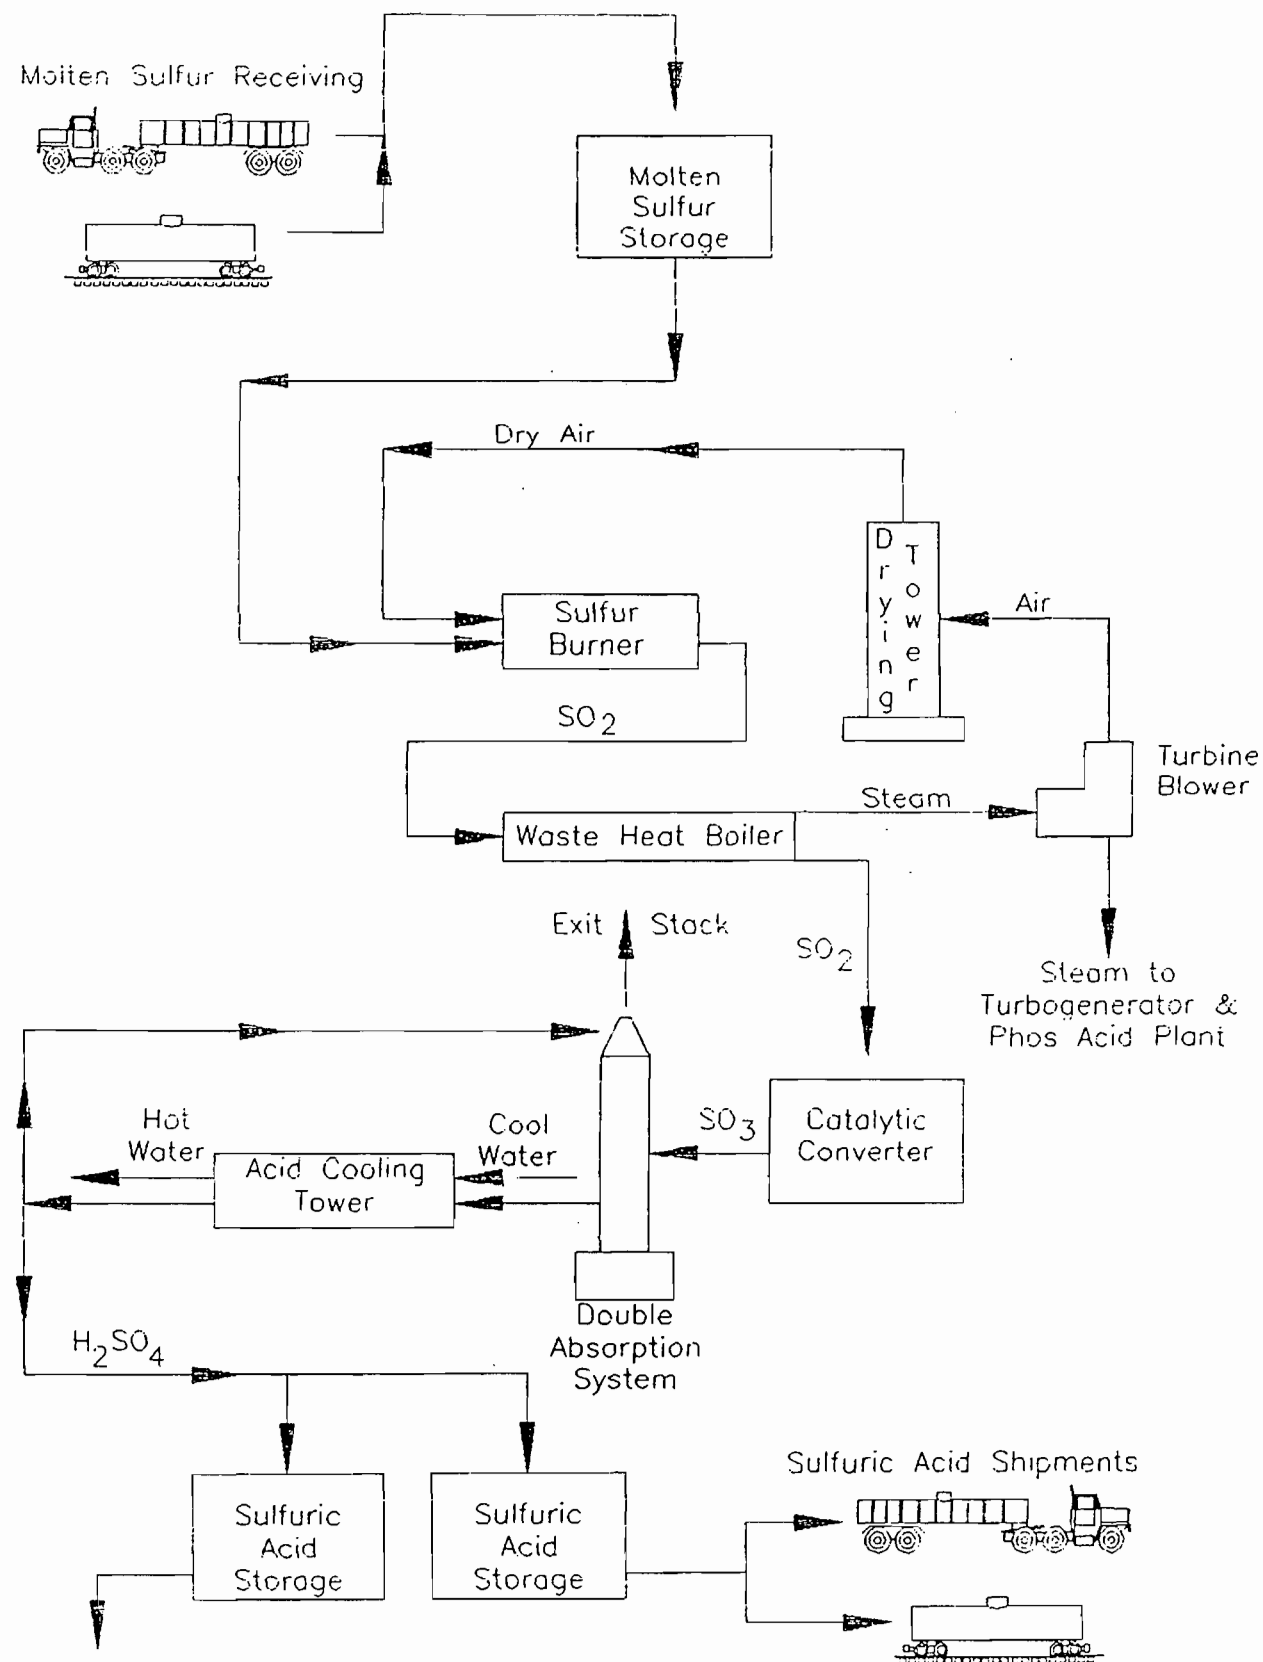 Molten Sulfur Receiving
Molten
Sulfur
Storage
Dry Air
Drying
Tower
Air
Sulfur
Burner
SO2
Turbine
Blower
Steam
Waste Heat Boiler
Exit Stack
SO2
Steam to
Turbogenerator &
Phos Acid Plant
Hot
Water
Cool
Water
SO3
Catalytic
Converter
Acid Cooling
Tower
Double
Absorption
System
H2SO4
Sulfuric Acid Shipments
Sulfuric
Acid
Storage
Sulfuric
Acid
Storage